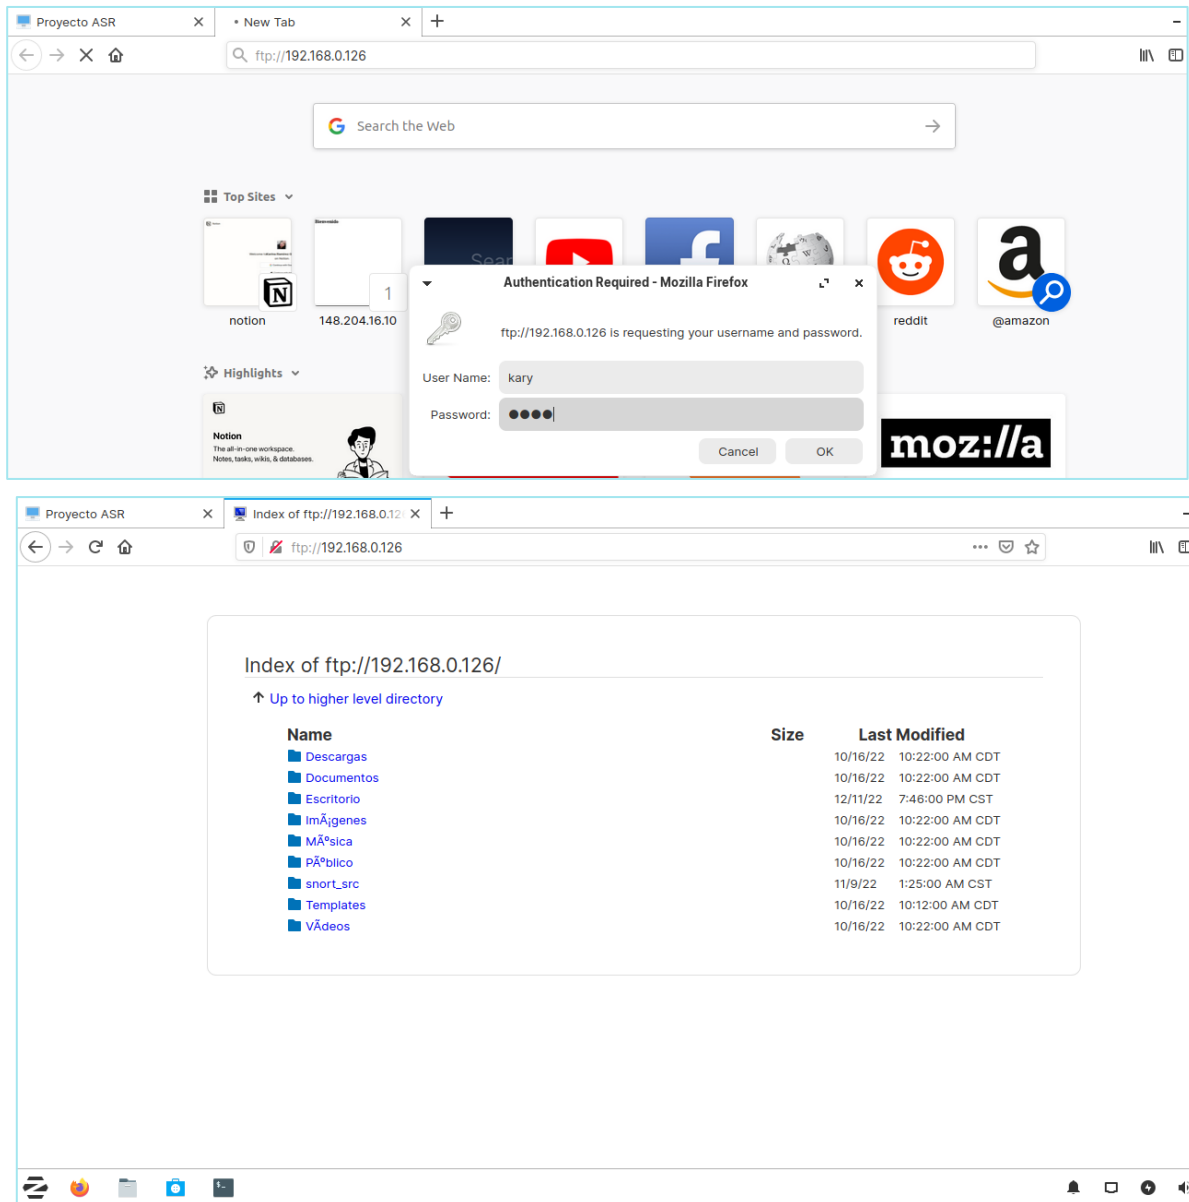 Proyecto ASR
• New Tab
ftp://192.168.0.126
Search the Web
Top Sites
Bienvenido
Sear
1
notion
148.204.16.10
reddit
@amazon
Authentication Required - Mozilla Firefox
ftp://192.168.0.126 is requesting your username and password.
User Name: kary
Password: ●●●●
Cancel OK
Highlights
Notion
The all-in-one workspace.
Notes, tasks, wikis, & databases.
moz://a
Proyecto ASR
Index of ftp://192.168.0.12
ftp://192.168.0.126
Index of ftp://192.168.0.126/
Up to higher level directory
Name Size Last Modified
Descargas 10/16/22 10:22:00 AM CDT
Documentos 10/16/22 10:22:00 AM CDT
Escritorio 12/11/22 7:46:00 PM CST
ImÃ¡genes 10/16/22 10:22:00 AM CDT
MÃºsica 10/16/22 10:22:00 AM CDT
PÃºblico 10/16/22 10:22:00 AM CDT
snort_src 11/9/22 1:25:00 AM CST
Templates 10/16/22 10:12:00 AM CDT
VÃ­deos 10/16/22 10:22:00 AM CDT